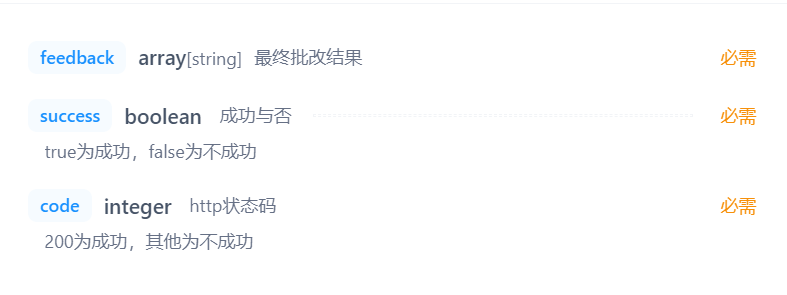 feedback array[string] 最终批改结果 必需
success boolean 成功与否 必需
true为成功，false为不成功
code integer http状态码 必需
200为成功，其他为不成功